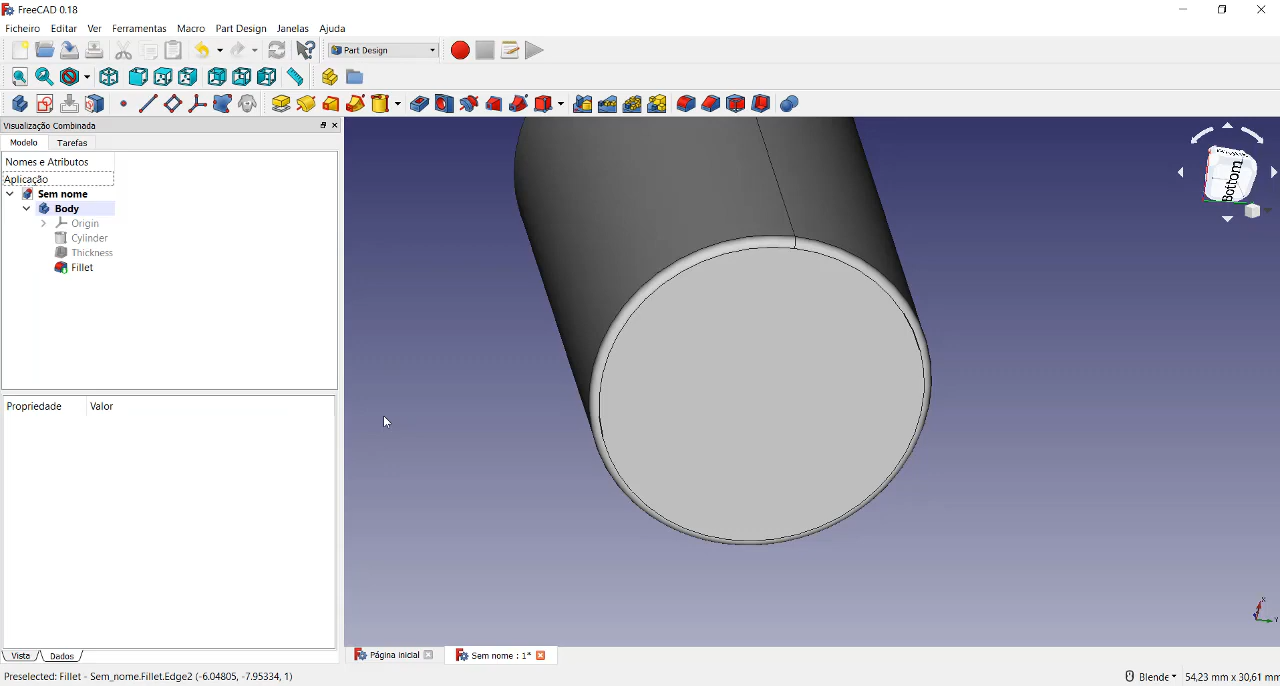 FreeCAD 0.18
Ficheiro Editar Ver Ferramentas Macro Part Design Janelas Ajuda
Part Design
Visualização Combinada
Modelo Tarefas
Nomes e Atributos
Aplicação
Sem nome
Body
Origin
Cylinder
Thickness
Fillet
Propriedade Valor
Bottom
X
Y
Vista Dados
Página inicial Sem nome : 1*
Preselected: Fillet - Sem_nome.Fillet.Edge2 (-6.04805, -7.95334, 1) Blende 54,23 mm x 30,61 mm